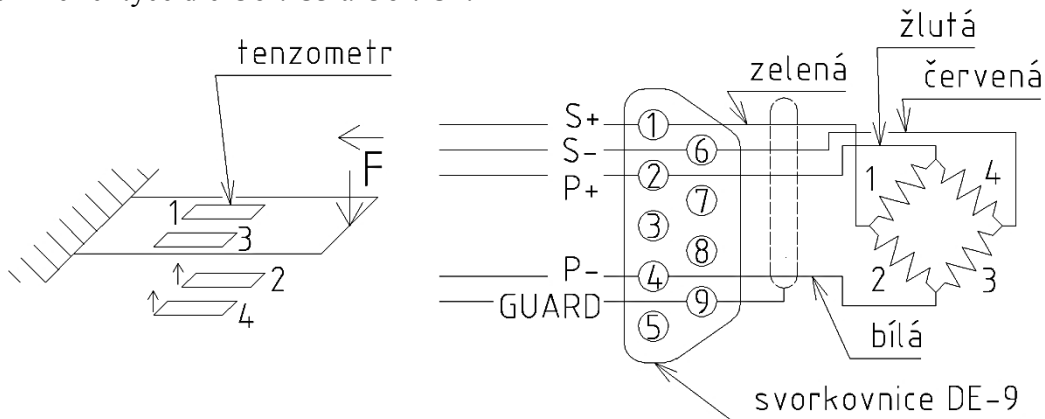 tenzometr
F
1
3
2
4
žlutá
zelená
červená
S+
S-
P+
P-
GUARD
1
6
2
7
3
8
4
9
5
1
4
2
3
bílá
svorkovnice DE-9